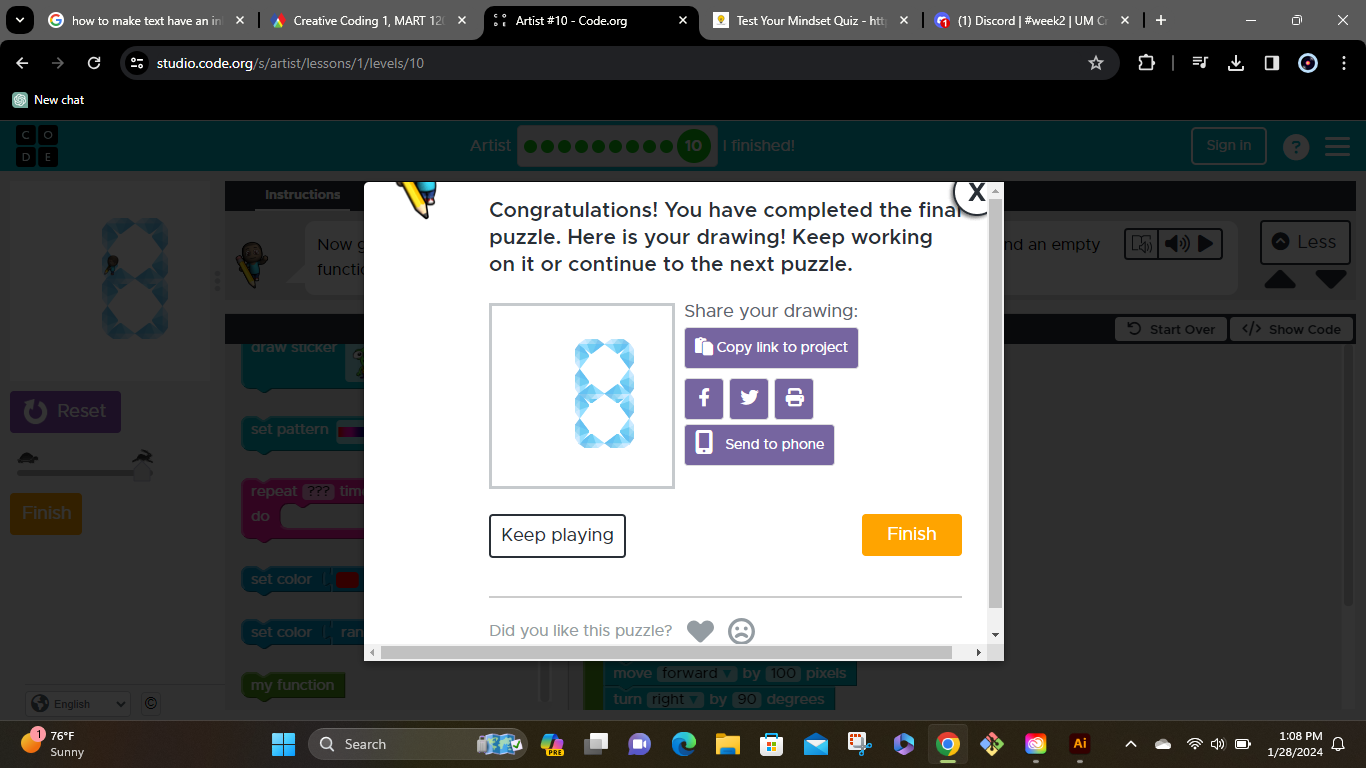 how to make text have an in
Creative Coding 1, MART 120
Artist #10 - Code.org
Test Your Mindset Quiz - htt
(1) Discord | #week2 | UM Cr
studio.code.org/s/artist/lessons/1/levels/10
New chat
C O
D E
Artist
10
I finished!
Sign in
?
Instructions
Now g
nd an empty
functio
Less
Start Over
</> Show Code
draw sticker
Reset
set pattern
repeat ??? tim
do
Finish
set color
set color ran
my function
English
©
Congratulations! You have completed the final
puzzle. Here is your drawing! Keep working
on it or continue to the next puzzle.
X
Share your drawing:
Copy link to project
Send to phone
Keep playing
Finish
Did you like this puzzle?
move forward by 100 pixels
turn right by 90 degrees
1
76°F
Sunny
Search
PRE
Ai
1:08 PM
1/28/2024